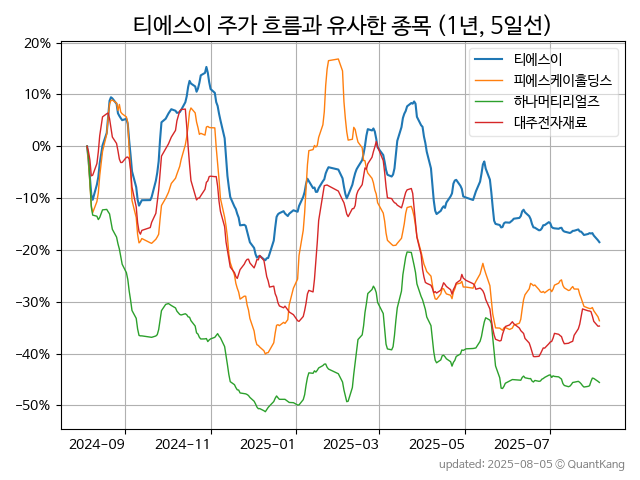 티에스이 주가 흐름과 유사한 종목 (1년, 5일선)
20%
10%
0%
−10%
−20%
−30%
−40%
−50%
티에스이
피에스케이홀딩스
하나머티리얼즈
대주전자재료
2024-09 2024-11 2025-01 2025-03 2025-05 2025-07
updated: 2025-08-05 © QuantKang